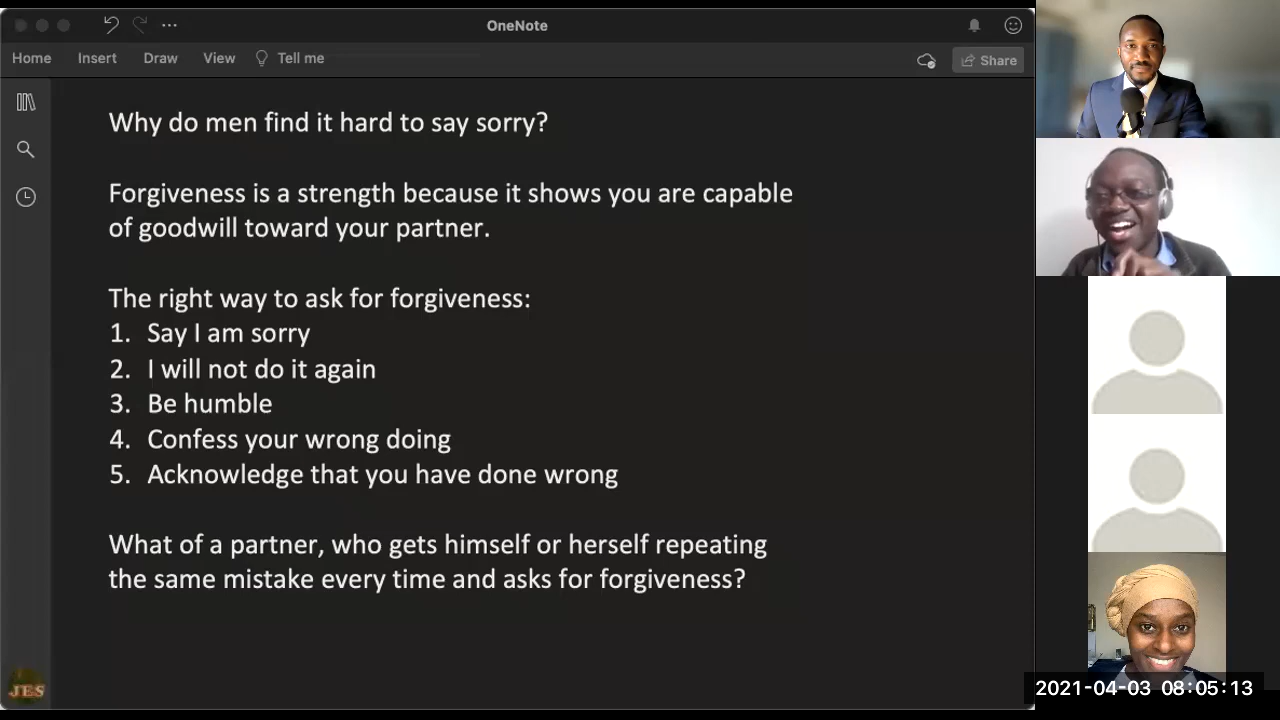 OneNote
Home Insert Draw View Tell me Share
Why do men find it hard to say sorry?
Forgiveness is a strength because it shows you are capable
of goodwill toward your partner.
The right way to ask for forgiveness:
1. Say I am sorry
2. I will not do it again
3. Be humble
4. Confess your wrong doing
5. Acknowledge that you have done wrong
What of a partner, who gets himself or herself repeating
the same mistake every time and asks for forgiveness?
JES
2021-04-03 08:05:13